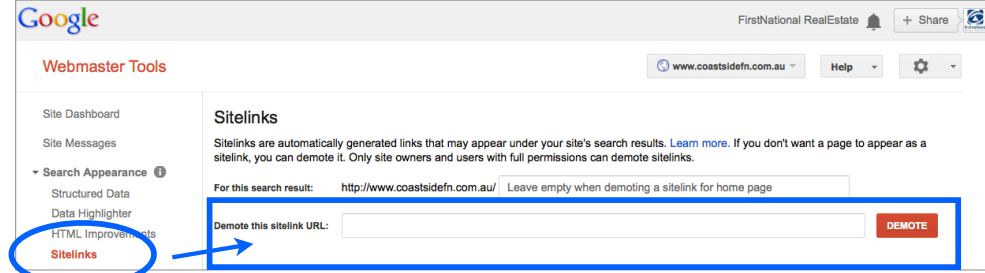 Google
FirstNational RealEstate + Share
Webmaster Tools
www.coastsidefn.com.au Help
Site Dashboard
Site Messages
Search Appearance i
Structured Data
Data Highlighter
HTML Improvements
Sitelinks
Sitelinks
Sitelinks are automatically generated links that may appear under your site's search results. Learn more. If you don't want a page to appear as a
sitelink, you can demote it. Only site owners and users with full permissions can demote sitelinks.
For this search result: http://www.coastsidefn.com.au/ Leave empty when demoting a sitelink for home page
Demote this sitelink URL: DEMOTE